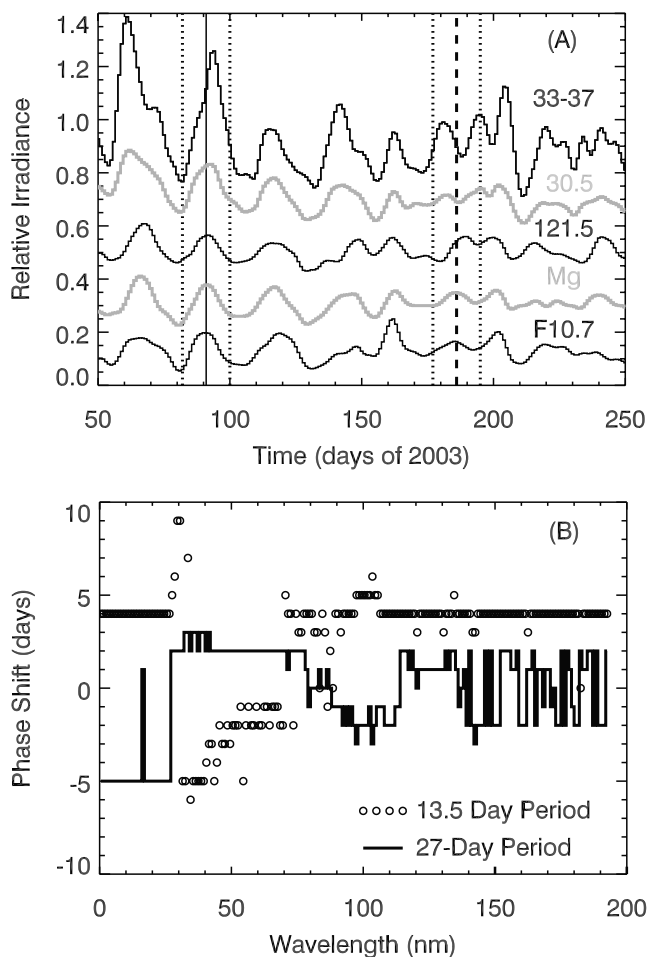 1.4
(A)
1.2
33-37
1.0
0.8
30.5
0.6
121.5
0.4
Mg
0.2
F10.7
0.0
Relative Irradiance
50 100 150 200 250
Time (days of 2003)
10
(B)
5
0
-5
-10
Phase Shift (days)
13.5 Day Period
27-Day Period
0 50 100 150 200
Wavelength (nm)